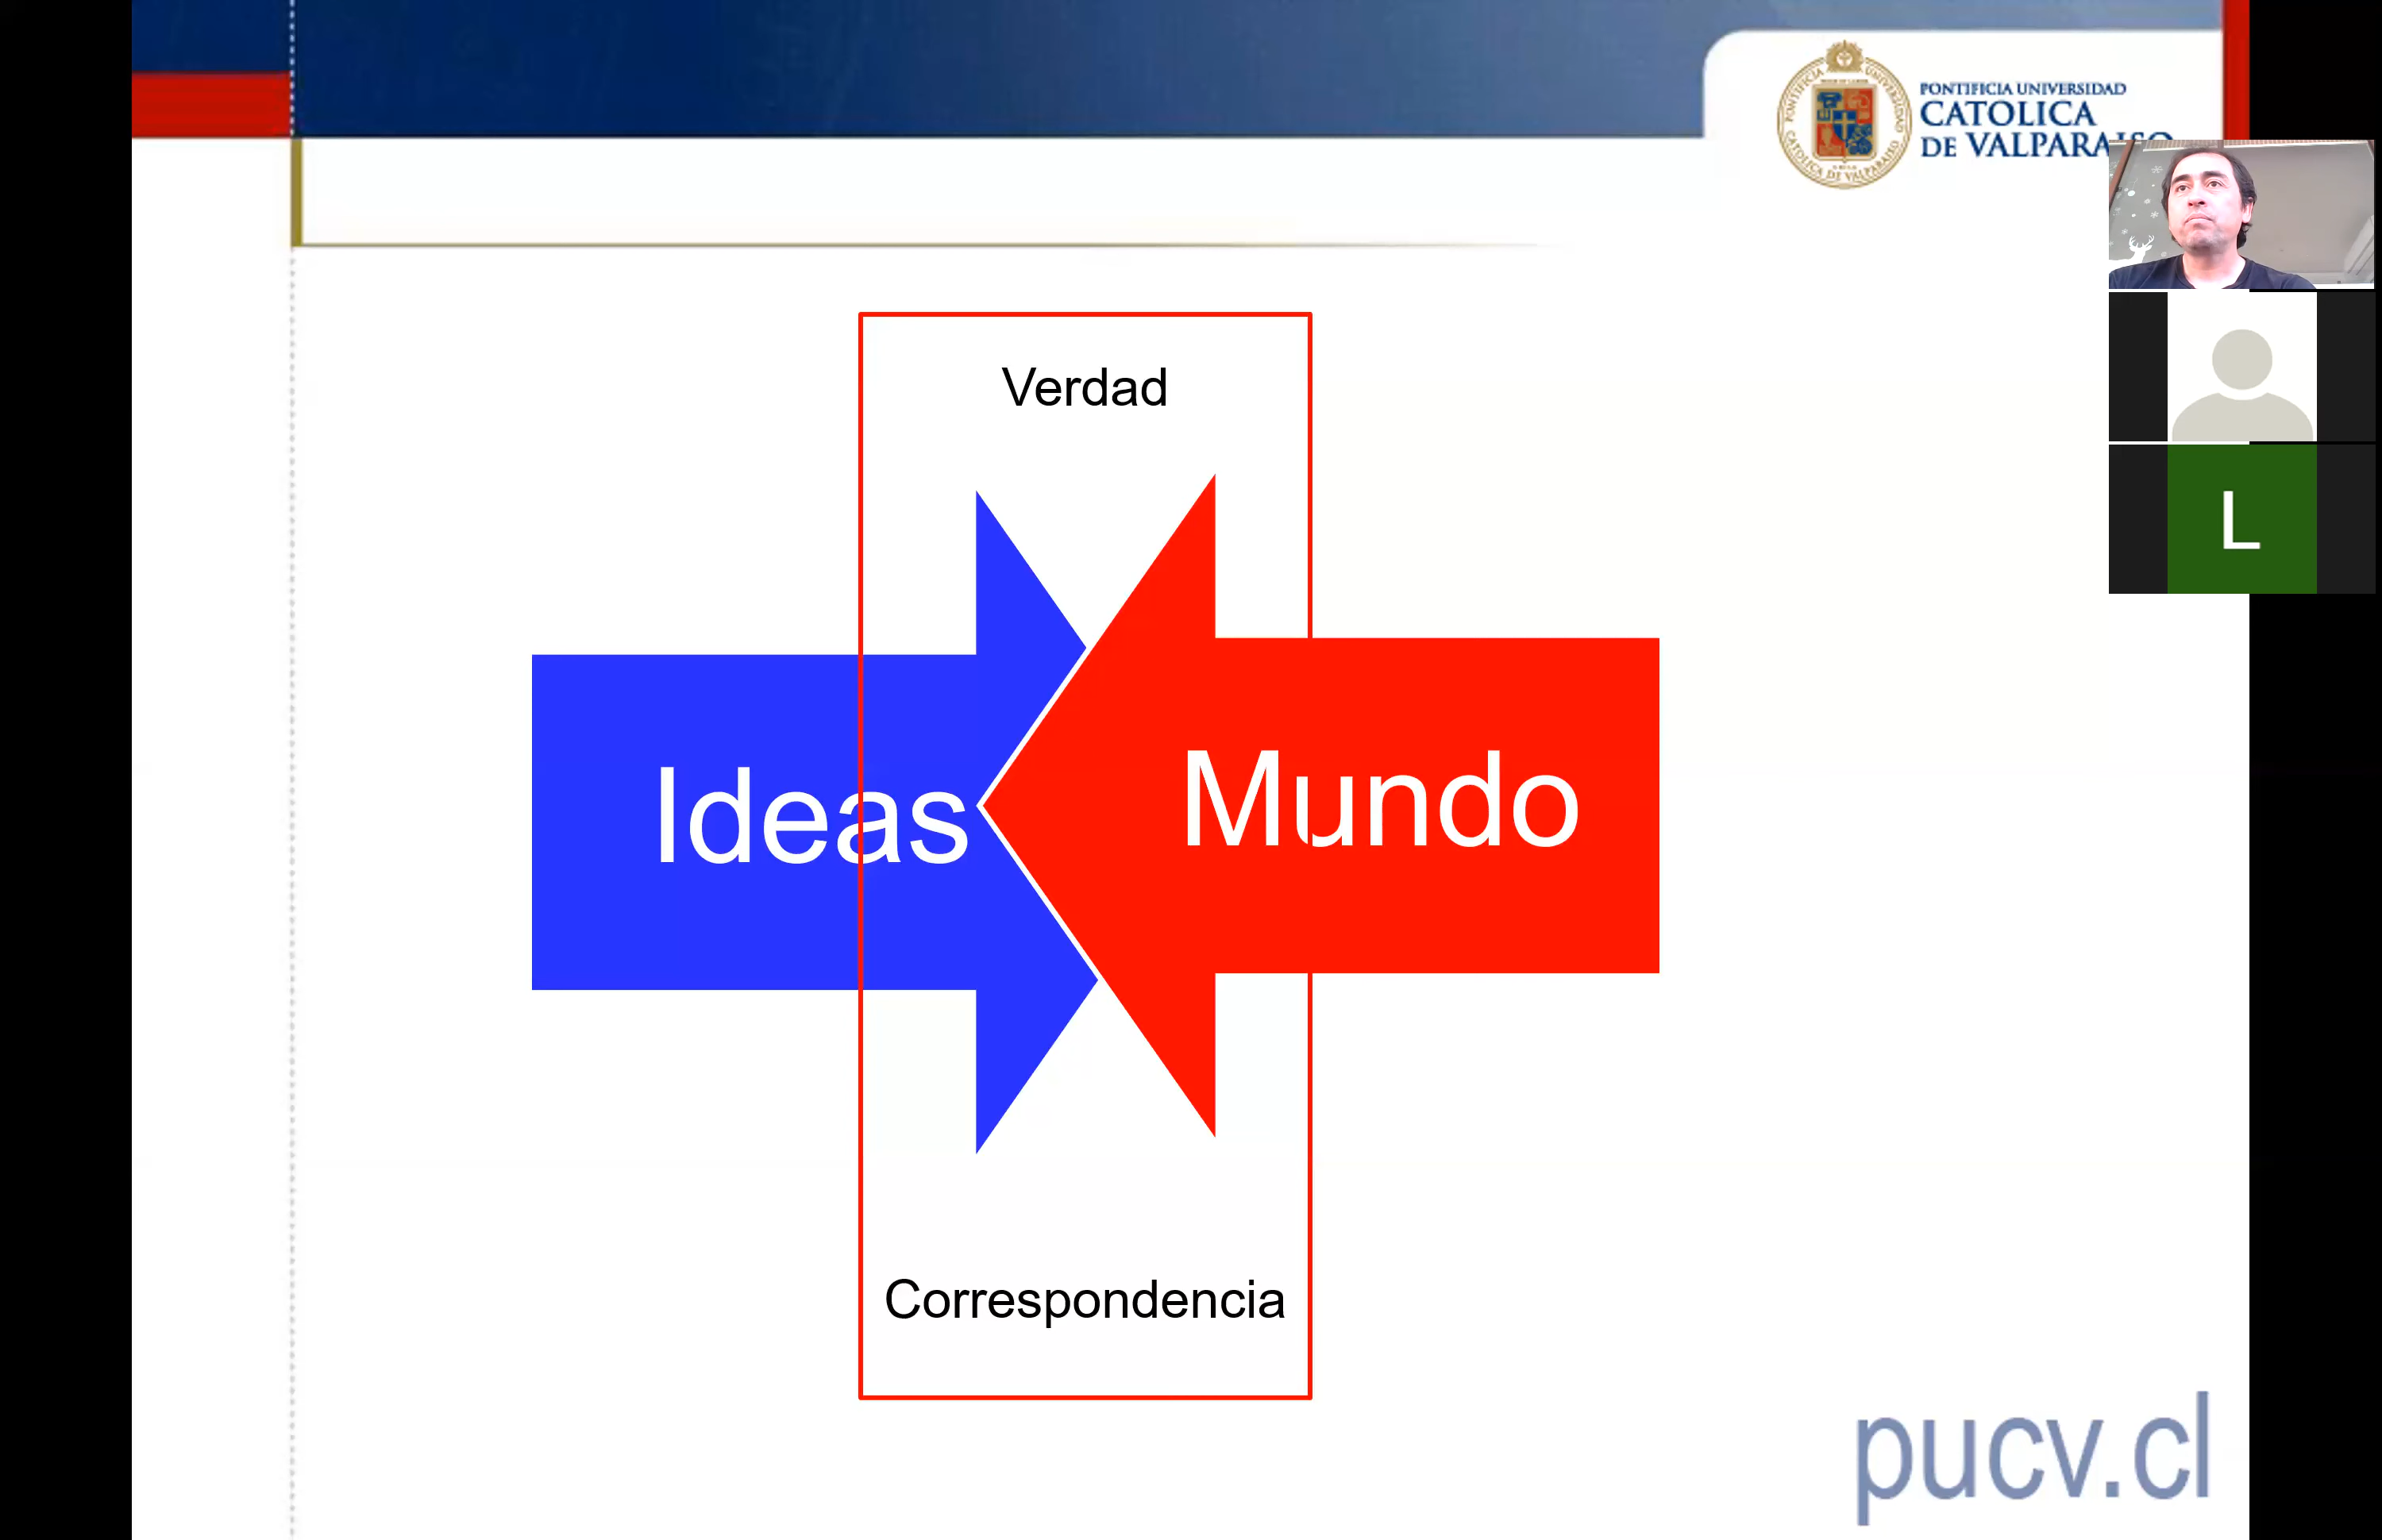 PONTIFICIA UNIVERSIDAD
CATOLICA
DE VALPARAISO
Verdad
L
Mundo
Ideas
Correspondencia
pucv.cl